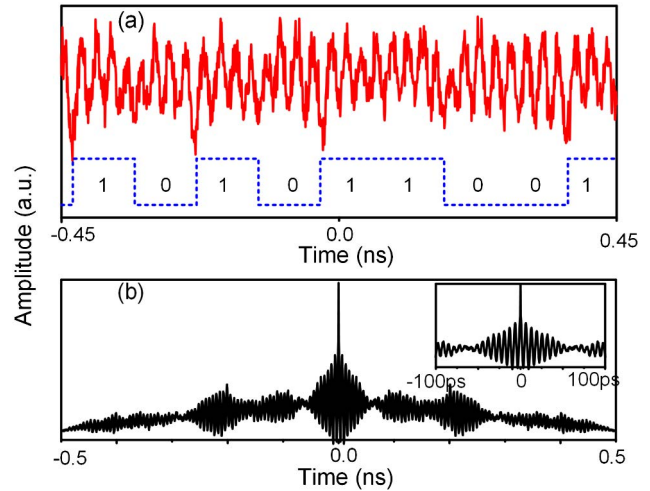 (a)
1 0 1 0 1 1 0 0 1
-0.45 0.0 0.45
Time (ns)
Amplitude (a.u.)
(b)
-100ps 0 100ps
-0.5 0.0 0.5
Time (ns)